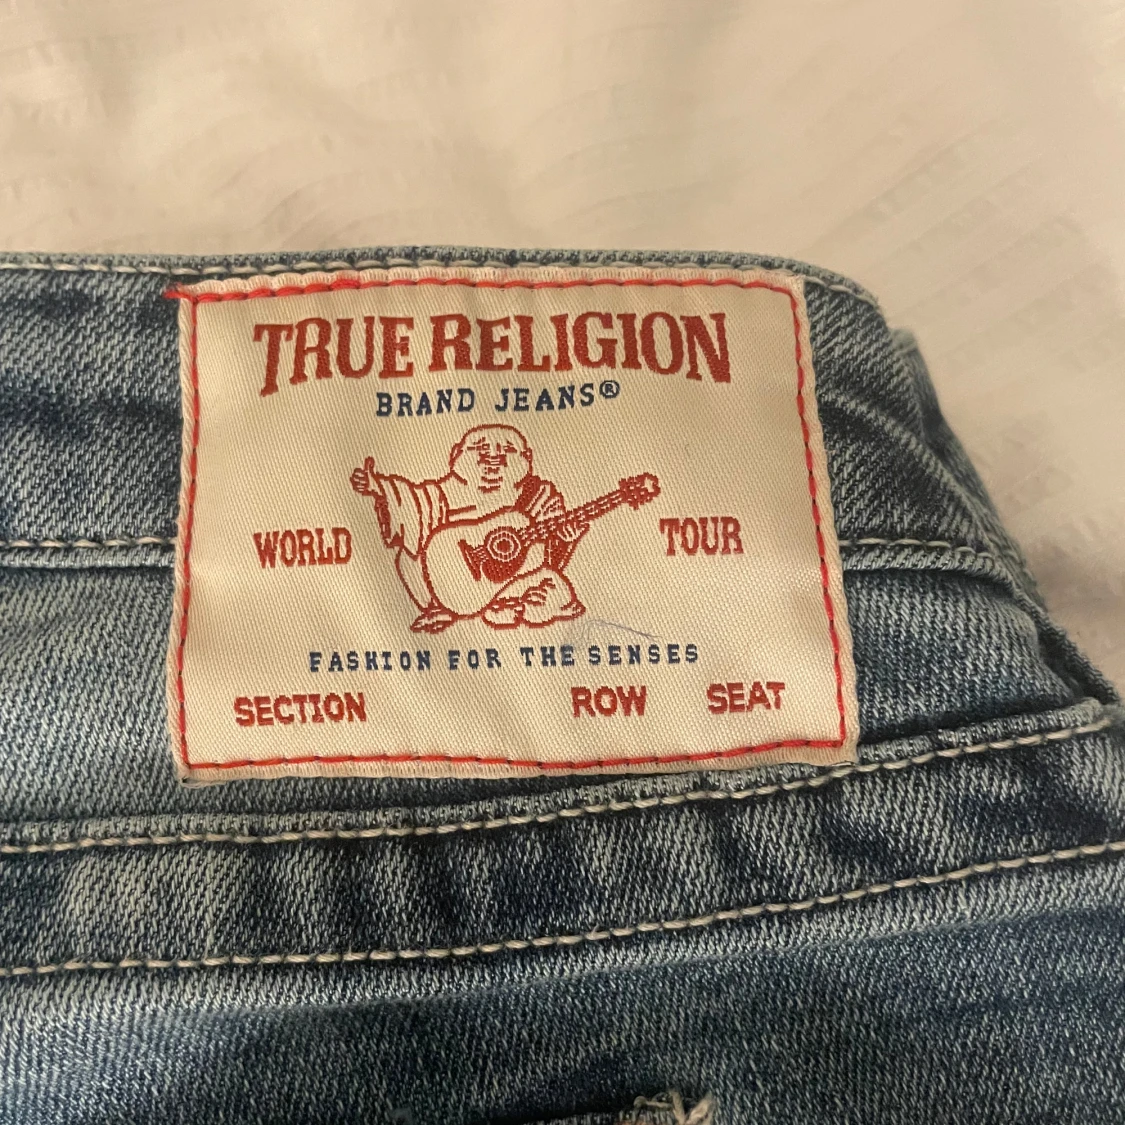 TRUE RELIGION
BRAND JEANS®
WORLD TOUR
FASHION FOR THE SENSES
SECTION ROW SEAT